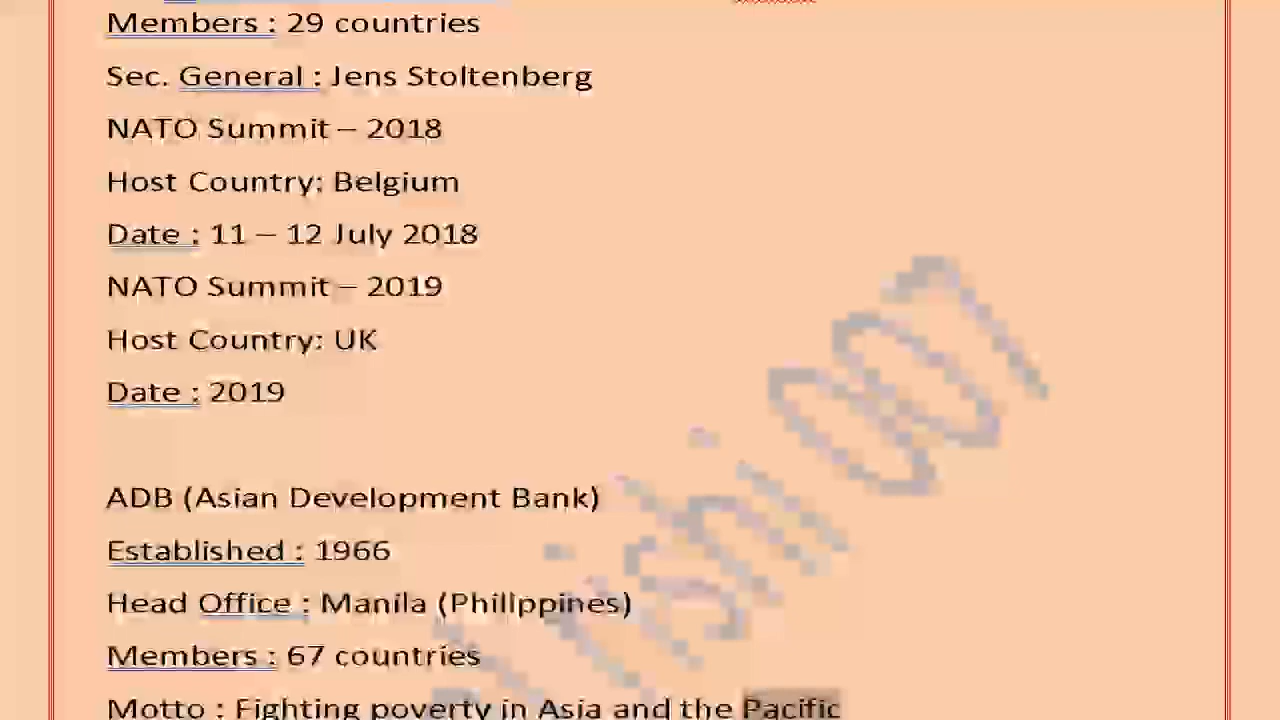 Members : 29 countries
Sec. General : Jens Stoltenberg
NATO Summit – 2018
Host Country: Belgium
Date : 11 – 12 July 2018
NATO Summit – 2019
Host Country: UK
Date : 2019
ADB (Asian Development Bank)
Established : 1966
Head Office : Manila (Phillppines)
Members : 67 countries
Motto : Fighting poverty in Asia and the Pacific